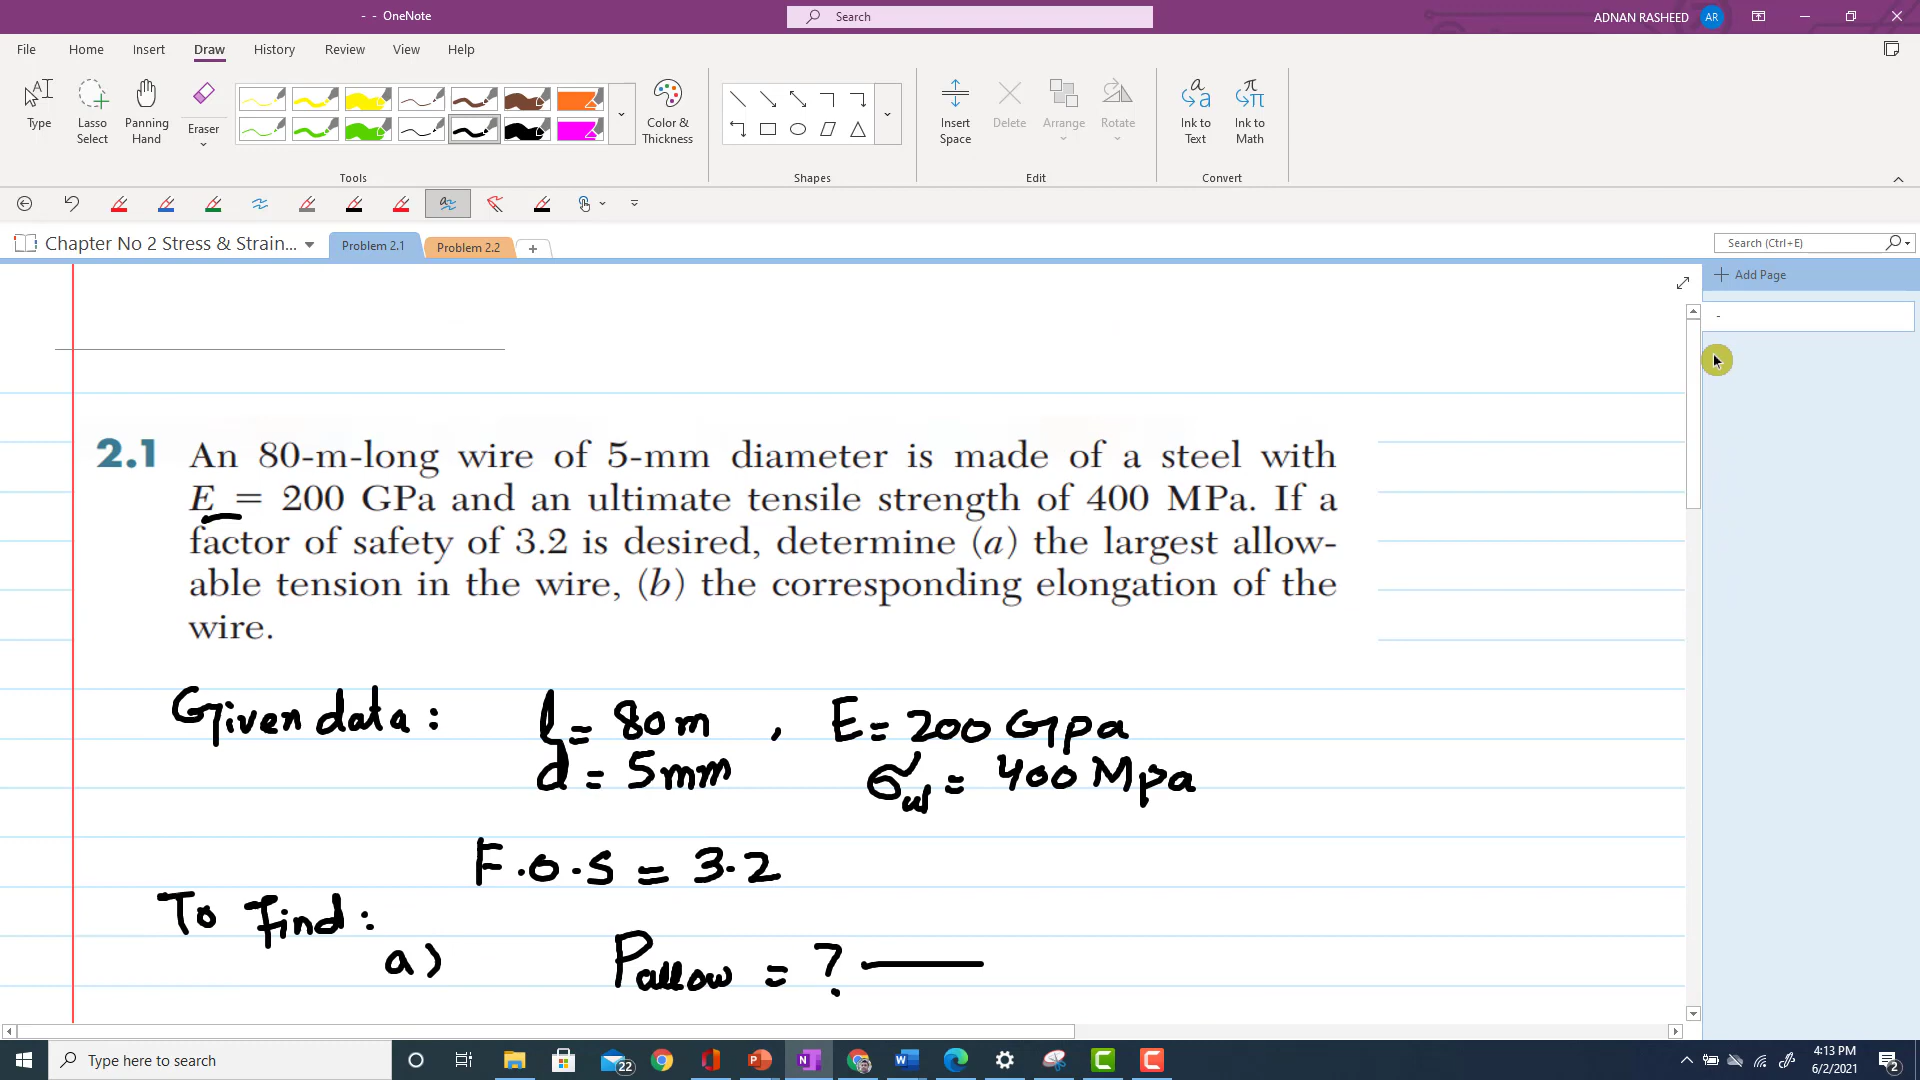 - - OneNote
Search
ADNAN RASHEED AR
File Home Insert Draw History Review View Help
Type
Lasso Select
Panning Hand
Eraser
Color & Thickness
Insert Space
Delete
Arrange
Rotate
Ink to Text
Ink to Math
Tools
Shapes
Edit
Convert
Chapter No 2 Stress & Strain...
Problem 2.1
Problem 2.2
Search (Ctrl+E)
Add Page
-
2.1 An 80-m-long wire of 5-mm diameter is made of a steel with
E = 200 GPa and an ultimate tensile strength of 400 MPa. If a
factor of safety of 3.2 is desired, determine (a) the largest allow-
able tension in the wire, (b) the corresponding elongation of the
wire.
Given data : l = 80 m , E = 200 Gpa
d = 5 mm σult = 400 Mpa
F.O.S = 3.2
To find :
a) Pallow = ?
Type here to search
22
4:13 PM
6/2/2021
2